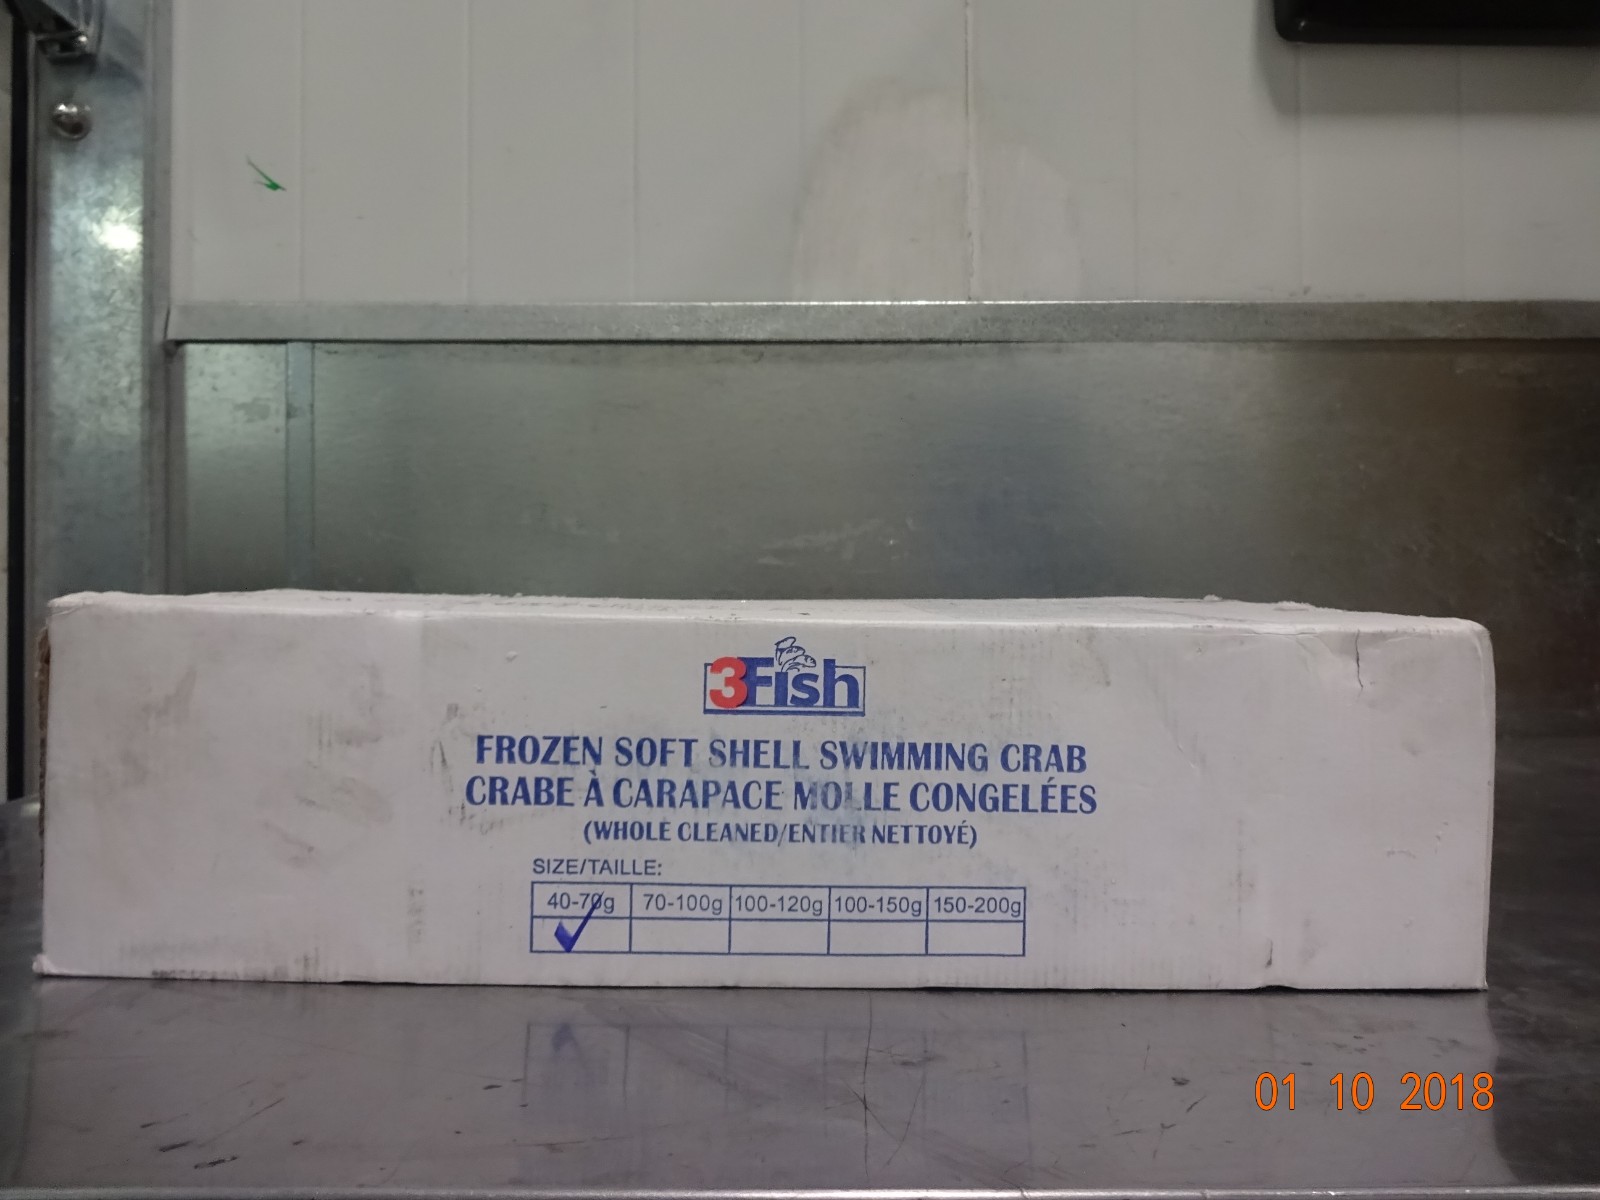 3Fish
FROZEN SOFT SHELL SWIMMING CRAB
CRABE À CARAPACE MOLLE CONGELÉES
(WHOLE CLEANED/ENTIER NETTOYÉ)
SIZE/TAILLE:
40-70g 70-100g 100-120g 100-150g 150-200g
01 10 2018